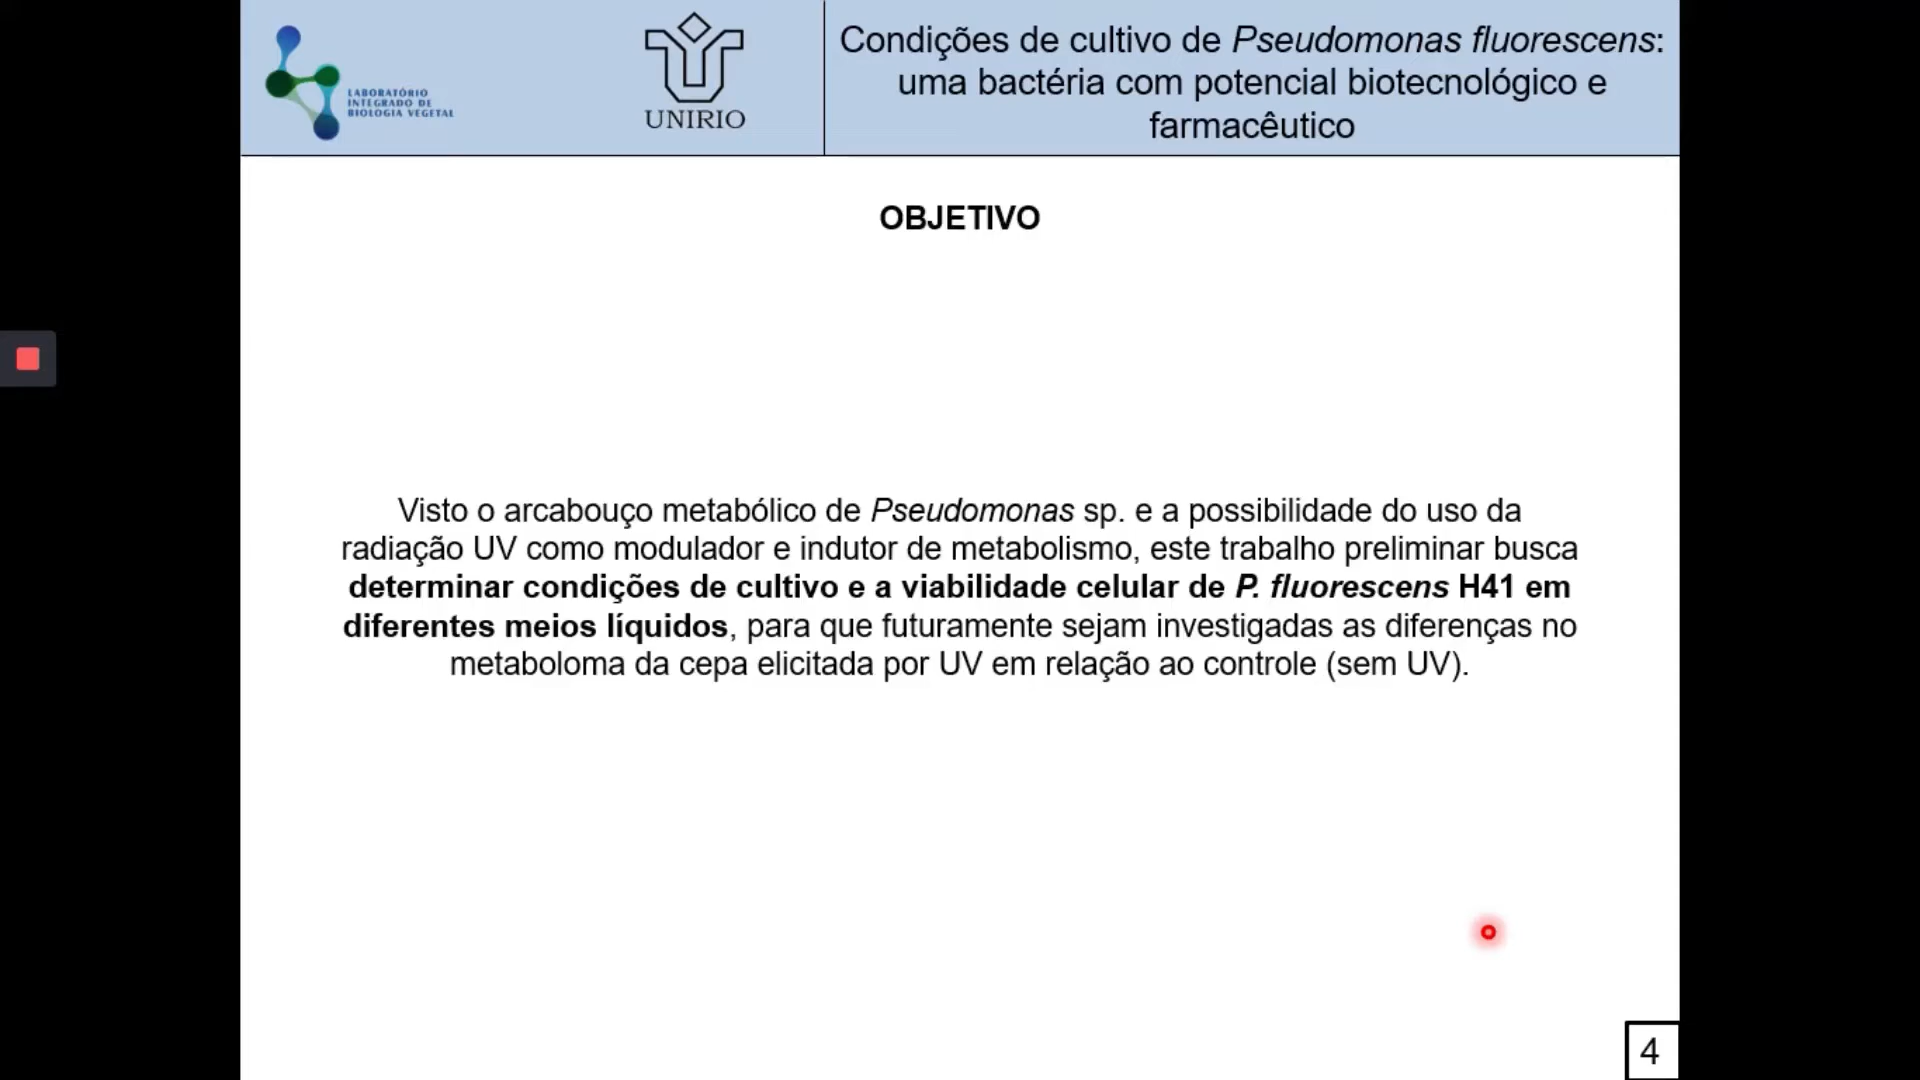 LABORATÓRIO
INTEGRADO DE
BIOLOGIA VEGETAL
UNIRIO
Condições de cultivo de Pseudomonas fluorescens:
uma bactéria com potencial biotecnológico e
farmacêutico
OBJETIVO
Visto o arcabouço metabólico de Pseudomonas sp. e a possibilidade do uso da
radiação UV como modulador e indutor de metabolismo, este trabalho preliminar busca
determinar condições de cultivo e a viabilidade celular de P. fluorescens H41 em
diferentes meios líquidos, para que futuramente sejam investigadas as diferenças no
metaboloma da cepa elicitada por UV em relação ao controle (sem UV).
4